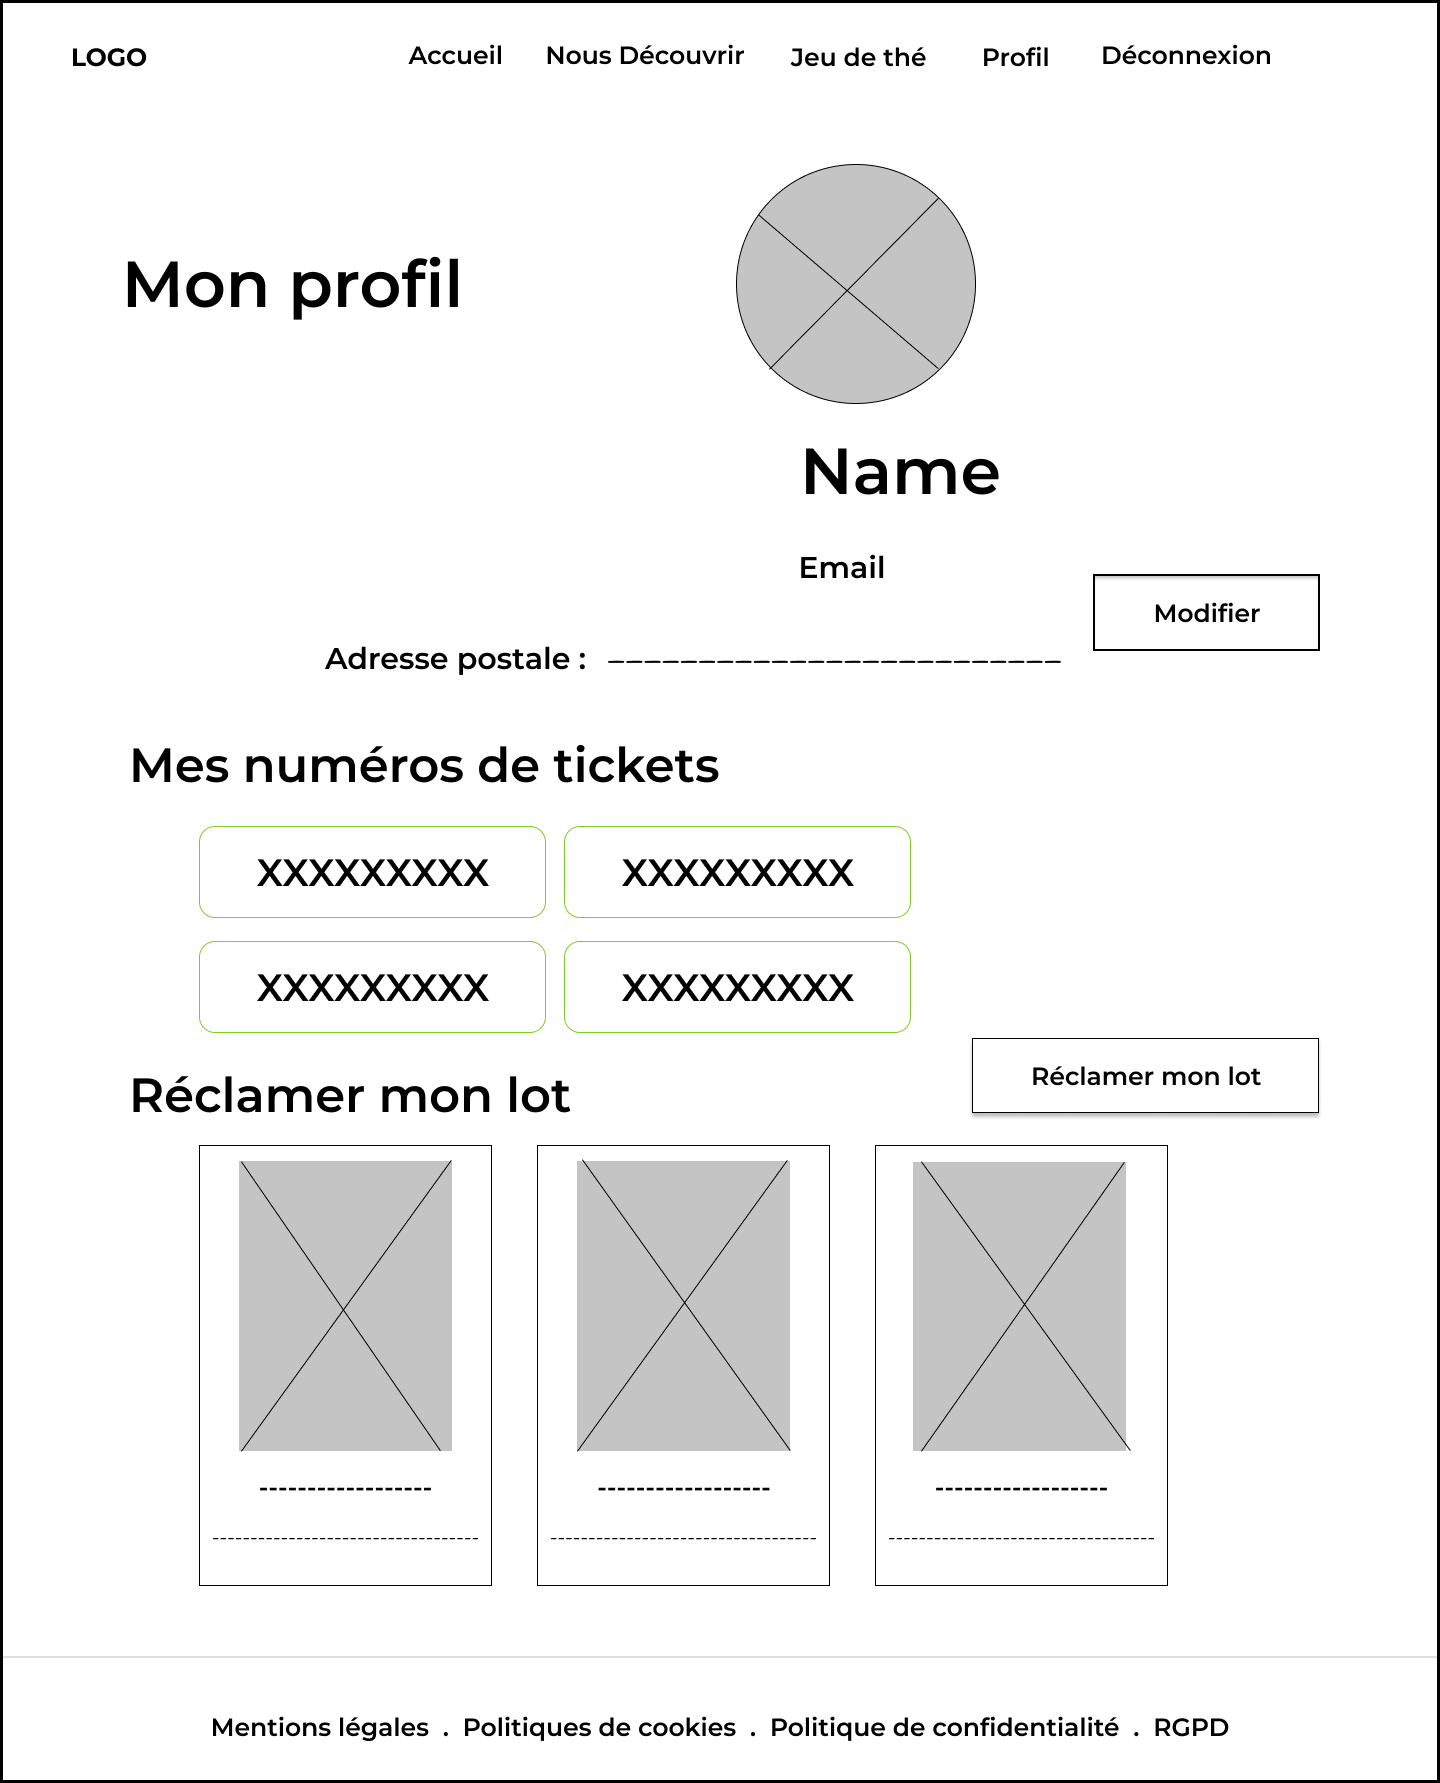 LOGO Accueil Nous Découvrir Jeu de thé Profil Déconnexion
Mon profil
Name
Email
Modifier
Adresse postale : _________________________
Mes numéros de tickets
XXXXXXXXX XXXXXXXXX
XXXXXXXXX XXXXXXXXX
Réclamer mon lot
Réclamer mon lot
------------------ ------------------ ------------------
-------------------------------- -------------------------------- --------------------------------
Mentions légales . Politiques de cookies . Politique de confidentialité . RGPD